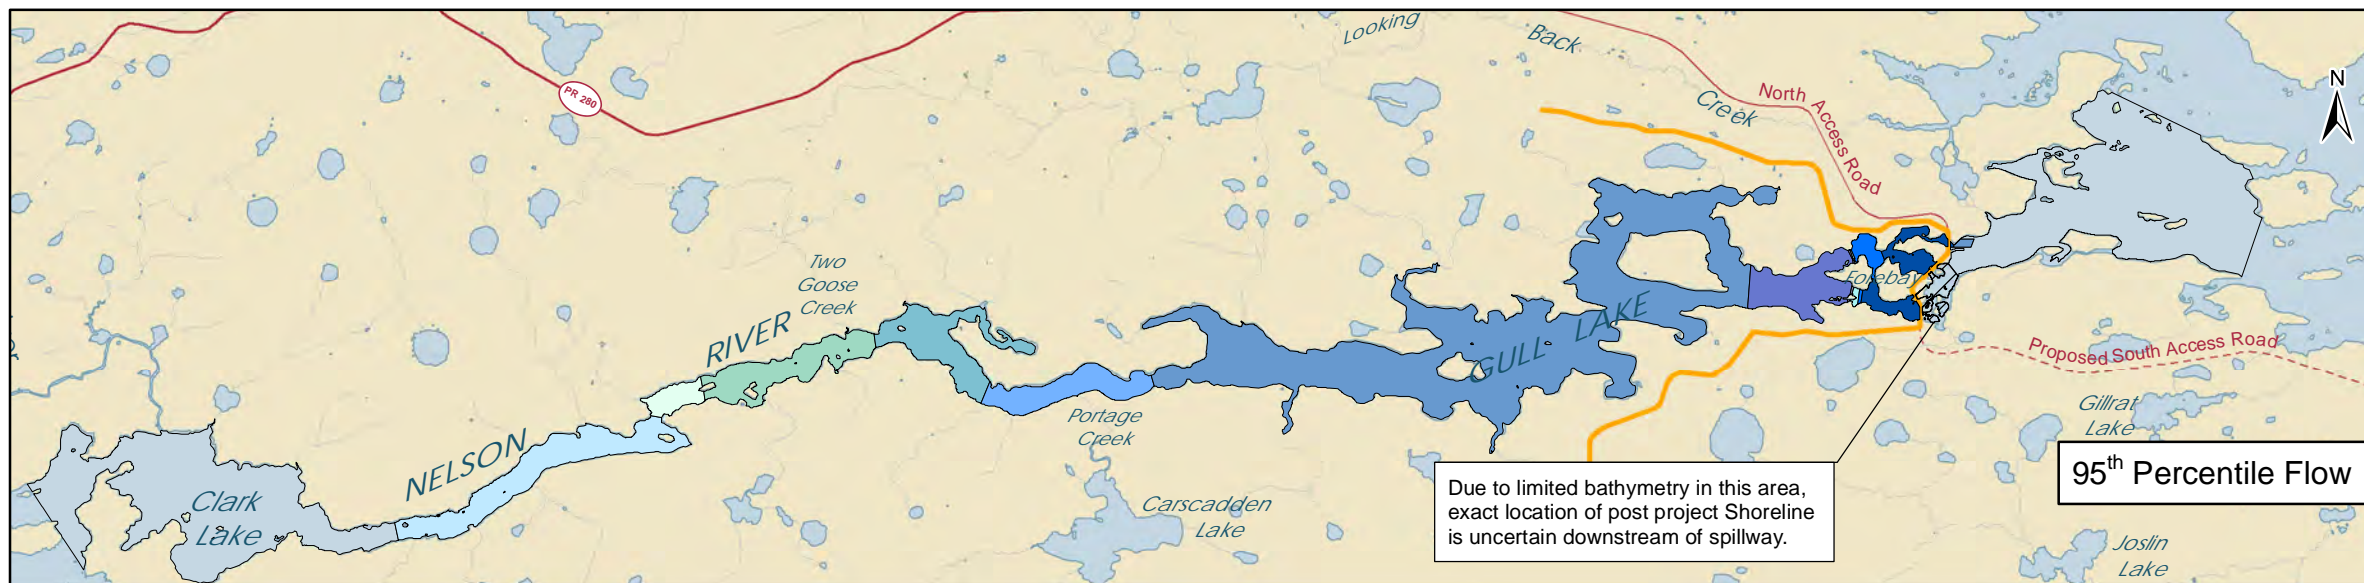 Looking
Back
Creek
North Access Road
N
PR 280
Two
Goose
Creek
RIVER
NELSON
Clark
Lake
Portage
Creek
Carscadden
Lake
GULL LAKE
Forebay
Proposed South Access Road
Gillrat
Lake
95th Percentile Flow
Due to limited bathymetry in this area,
exact location of post project Shoreline
is uncertain downstream of spillway.
Joslin
Lake